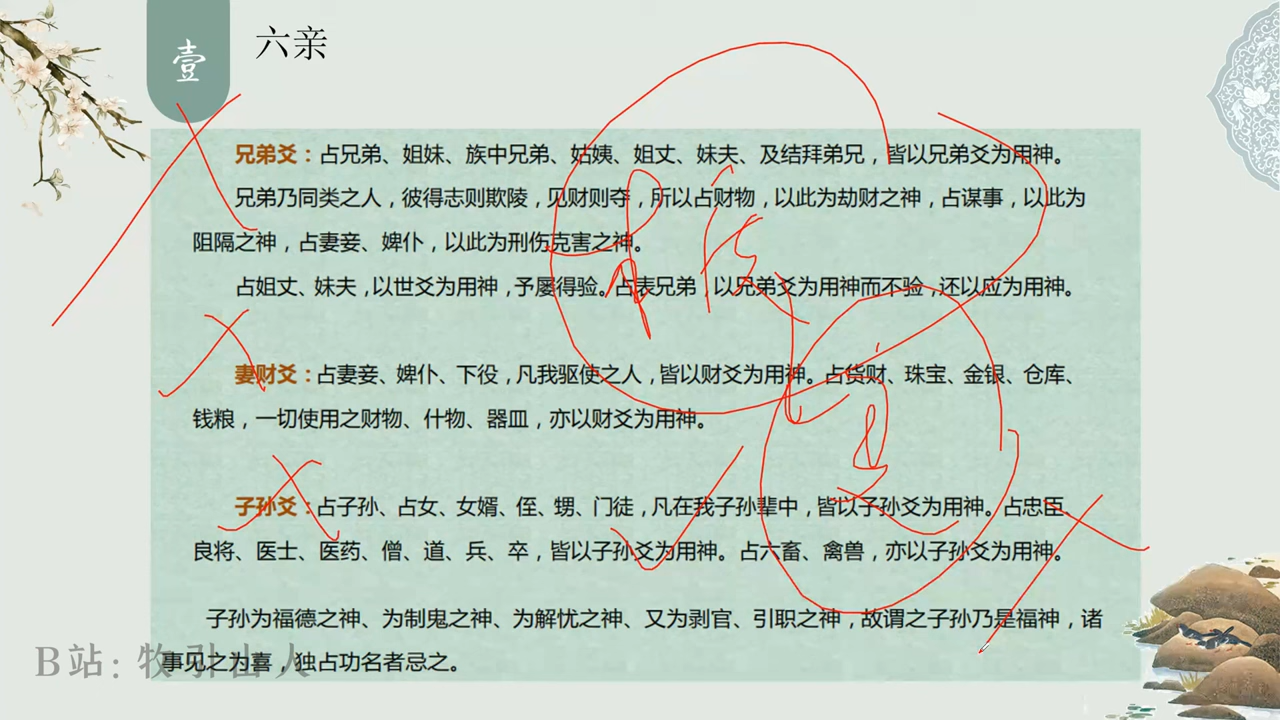 壹
六亲
兄弟爻：占兄弟、姐妹、族中兄弟、姑姨、姐丈、妹夫、及结拜弟兄，皆以兄弟爻为用神。
兄弟乃同类之人，彼得志则欺陵，见财则夺，所以占财物，以此为劫财之神，占谋事，以此为
阻隔之神，占妻妾、婢仆，以此为刑伤克害之神。
占姐丈、妹夫，以世爻为用神，予屡得验。占表兄弟，以兄弟爻为用神而不验，还以应为用神。
妻财爻：占妻妾、婢仆、下役，凡我驱使之人，皆以财爻为用神。占货财、珠宝、金银、仓库、
钱粮，一切使用之财物、什物、器皿，亦以财爻为用神。
子孙爻：占子孙、占女、女婿、侄、甥、门徒，凡在我子孙辈中，皆以子孙爻为用神。占忠臣、
良将、医士、医药、僧、道、兵、卒，皆以子孙爻为用神。占六畜、禽兽，亦以子孙爻为用神。
子孙为福德之神、为制鬼之神、为解忧之神、又为剥官、引职之神，故谓之子孙乃是福神，诸
事见之为喜，独占功名者忌之。
B站：牧引山人